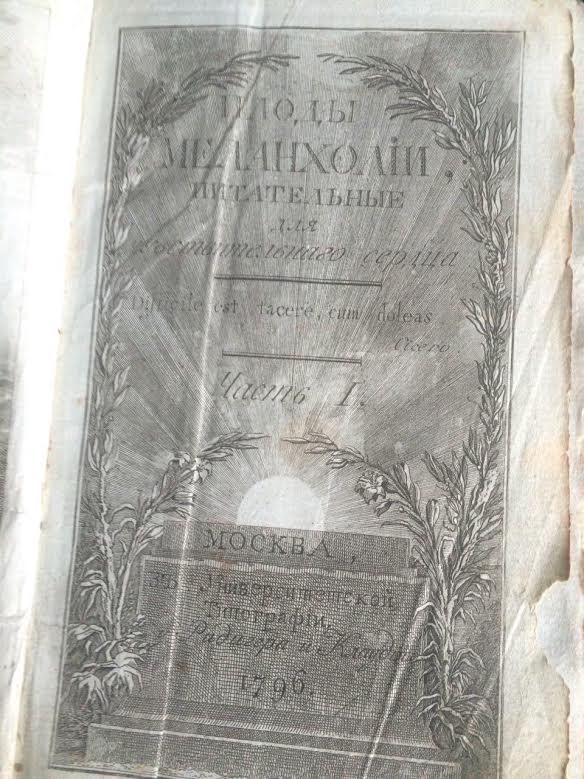 ПЛОДЫ
МЕЛАНХОЛІИ,
ПИТАТЕЛЬНЫЕ
для
чувствительнаго сердца
Difficile est tacere, cum doleas.
Cicero.
Часть I.
МОСКВА,
Въ Университетской
Типографіи,
у Ридигера и Клаудія
1796.